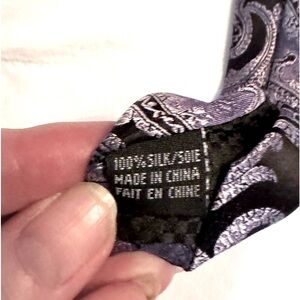 100% SILK/SOIE
MADE IN CHINA
FAIT EN CHINE